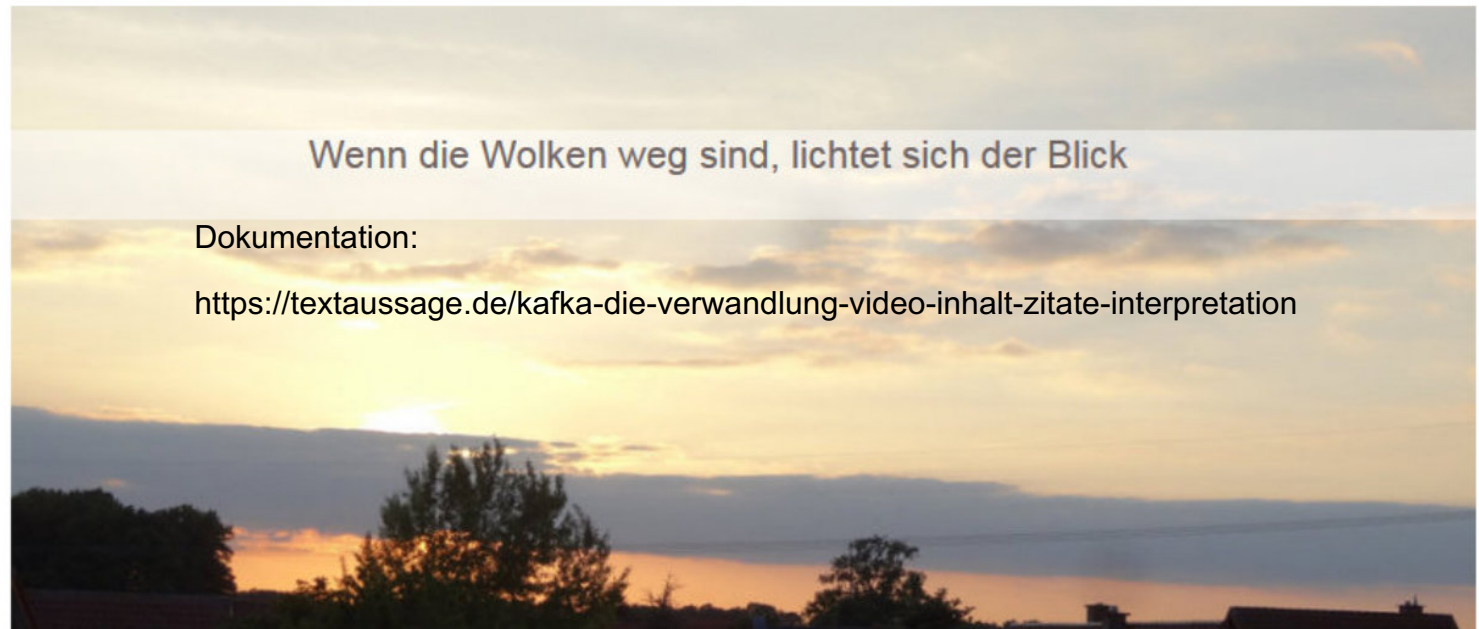 Wenn die Wolken weg sind, lichtet sich der Blick
Dokumentation:
https://textaussage.de/kafka-die-verwandlung-video-inhalt-zitate-interpretation